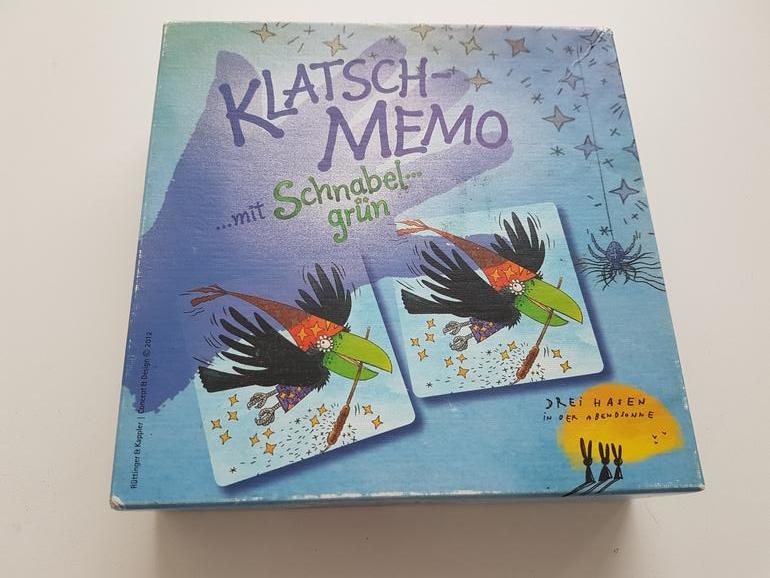 KLATSCH-
MEMO
...mit Schnabel...
grün
DREI HASEN
IN DER ABENDSONNE
Rüttinger & Kappler | Concept & Design © 2012